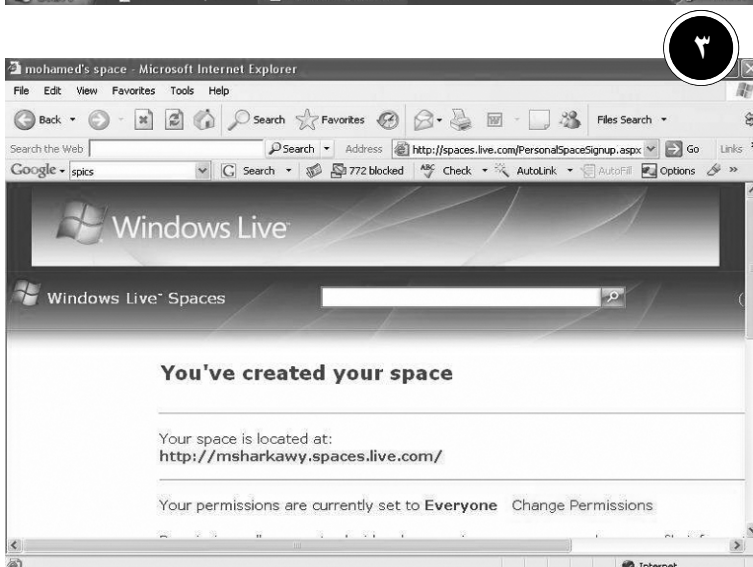 ٣
mohamed's space - Microsoft Internet Explorer
File Edit View Favorites Tools Help
Back Search Favorites Files Search
Search the Web Search Address http://spaces.live.com/PersonalSpaceSignup.aspx Go Links
Google spics Search 772 blocked Check AutoLink AutoFill Options
Windows Live
Windows Live Spaces
You've created your space
Your space is located at:
http://msharkawy.spaces.live.com/
Your permissions are currently set to Everyone Change Permissions
Internet